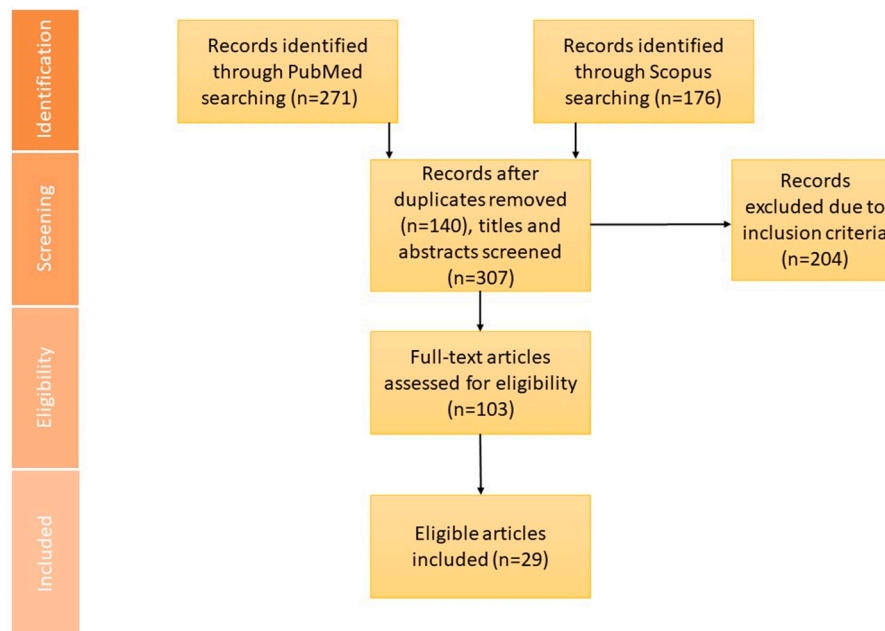 Identification
Records identified
through PubMed
searching (n=271)
Records identified
through Scopus
searching (n=176)
Screening
Records after
duplicates removed
(n=140), titles and
abstracts screened
(n=307)
Records
excluded due to
inclusion criteria
(n=204)
Eligibility
Full-text articles
assessed for eligibility
(n=103)
Included
Eligible articles
included (n=29)